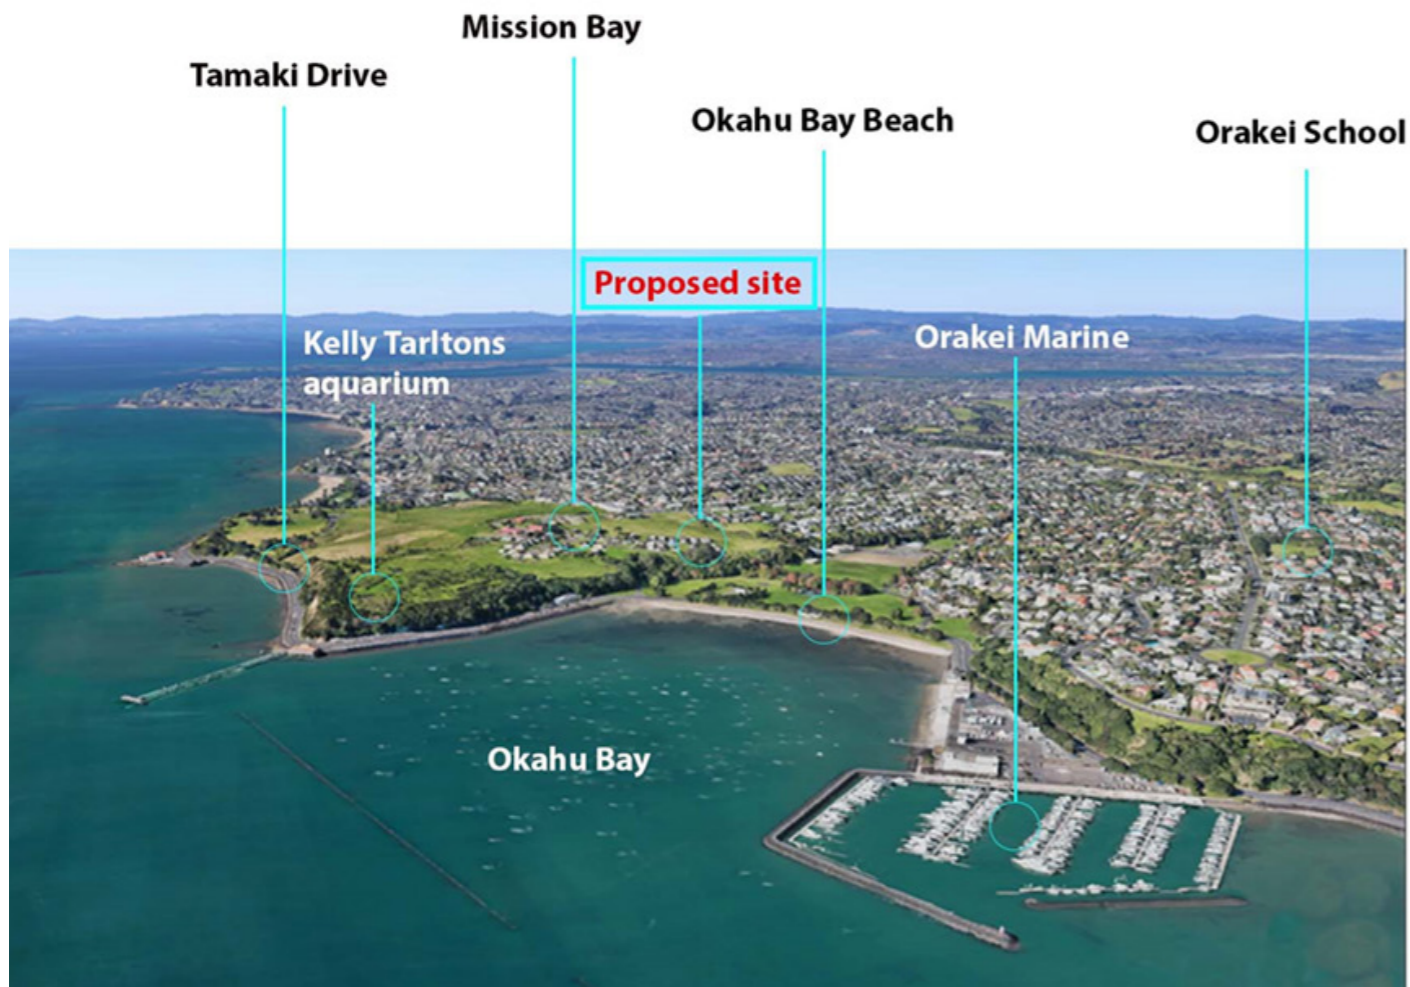 Mission Bay
Tamaki Drive
Okahu Bay Beach
Orakei School
Proposed site
Kelly Tarltons
aquarium
Orakei Marine
Okahu Bay